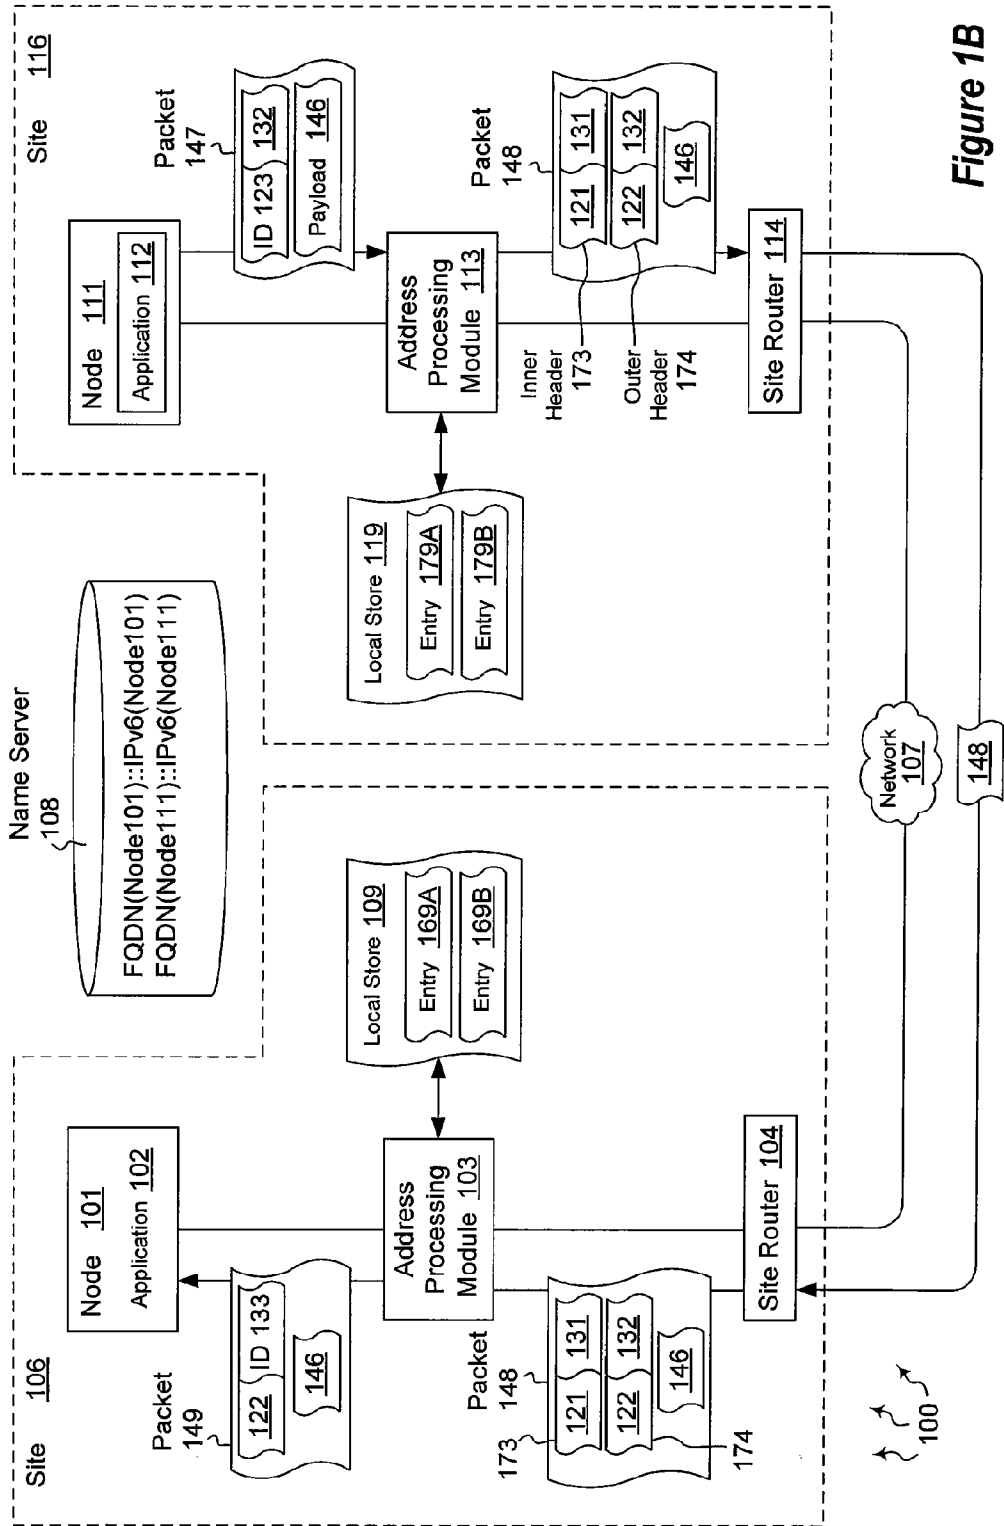 Name Server
108
FQDN(Node101)::IPv6(Node101)
FQDN(Node111)::IPv6(Node111)
Site 106
Node 101
Application 102
Packet
149
122 ID 133
146
Address
Processing
Module 103
Local Store 109
Entry 169A
Entry 169B
Packet
148
173
121 131
122 132
146
174
Site Router 104
100
Site 116
Node 111
Application 112
Packet
147
ID 123 132
Payload 146
Address
Processing
Module 113
Local Store 119
Entry 179A
Entry 179B
Packet
148
121 131
122 132
146
Inner
Header
173
Outer
Header
174
Site Router 114
Network
107
148
Figure 1B